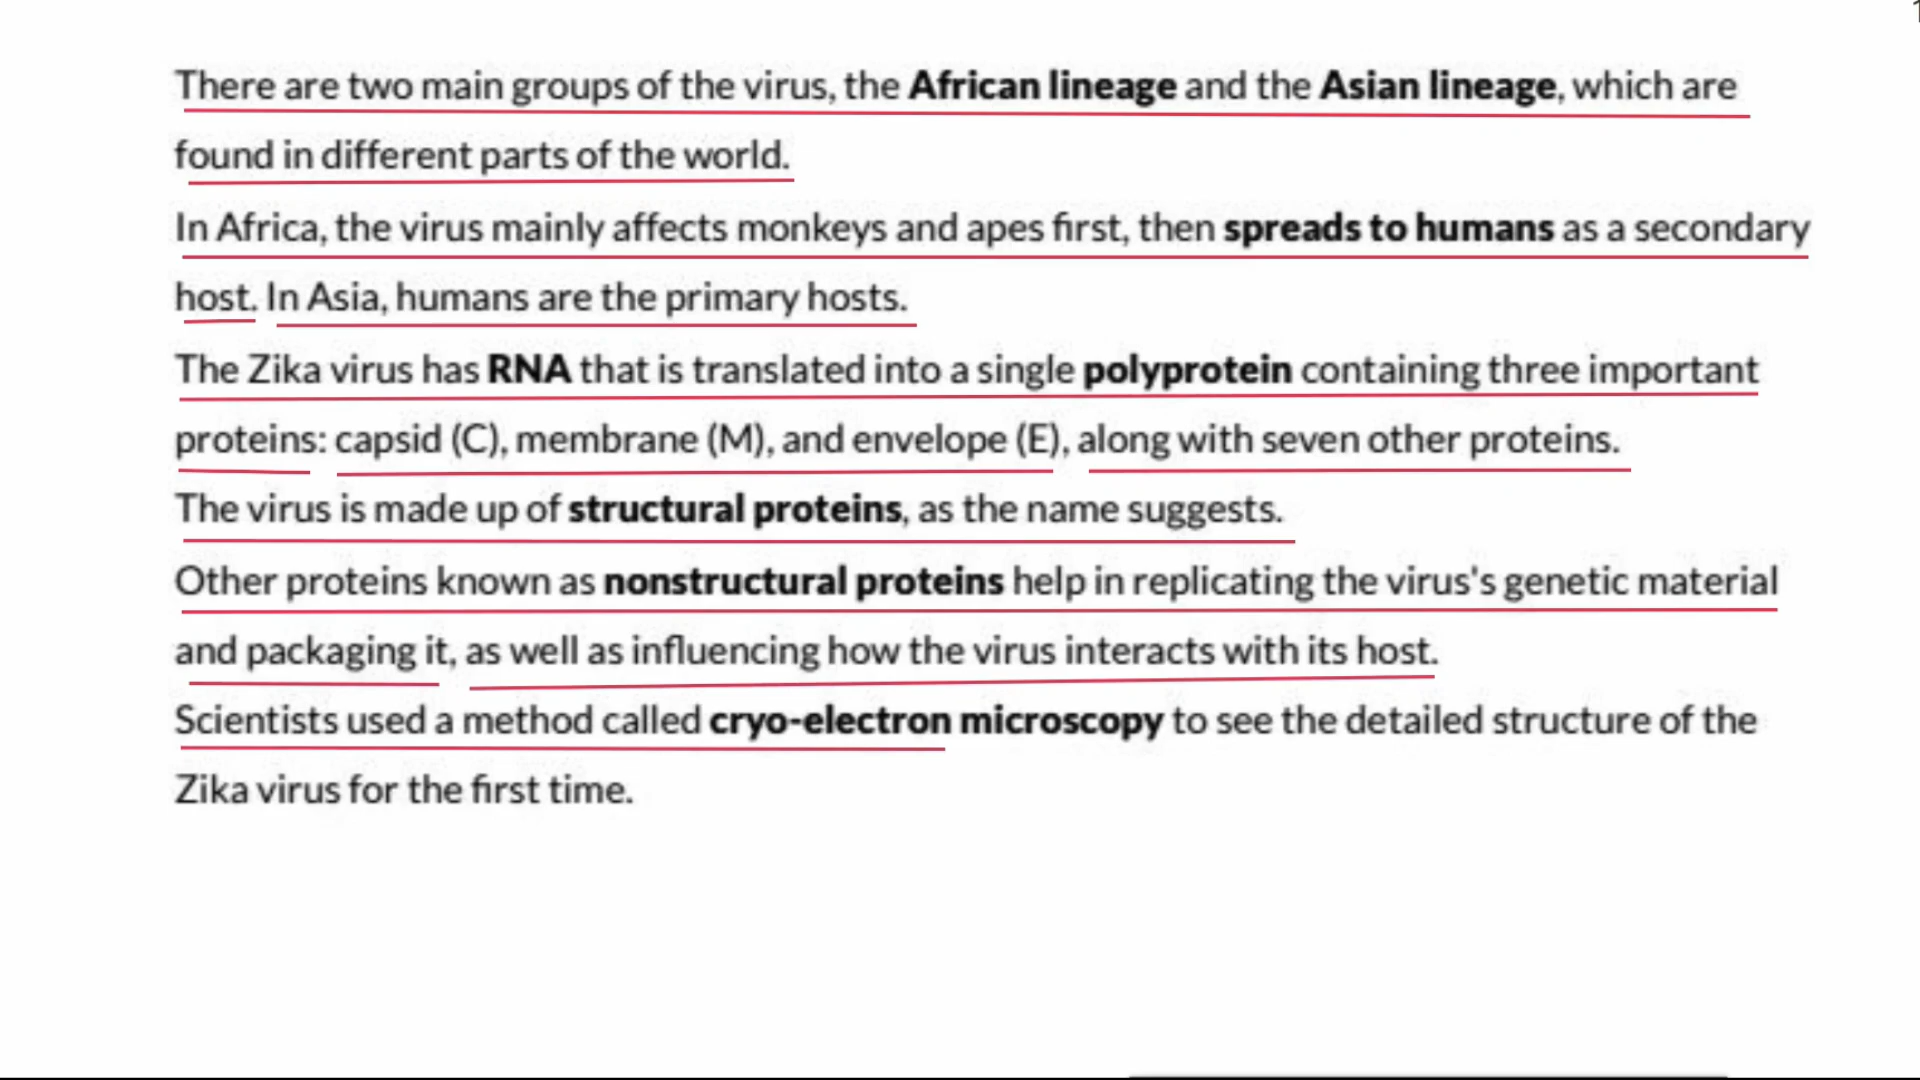 There are two main groups of the virus, the African lineage and the Asian lineage, which are
found in different parts of the world.
In Africa, the virus mainly affects monkeys and apes first, then spreads to humans as a secondary
host. In Asia, humans are the primary hosts.
The Zika virus has RNA that is translated into a single polyprotein containing three important
proteins: capsid (C), membrane (M), and envelope (E), along with seven other proteins.
The virus is made up of structural proteins, as the name suggests.
Other proteins known as nonstructural proteins help in replicating the virus's genetic material
and packaging it, as well as influencing how the virus interacts with its host.
Scientists used a method called cryo-electron microscopy to see the detailed structure of the
Zika virus for the first time.